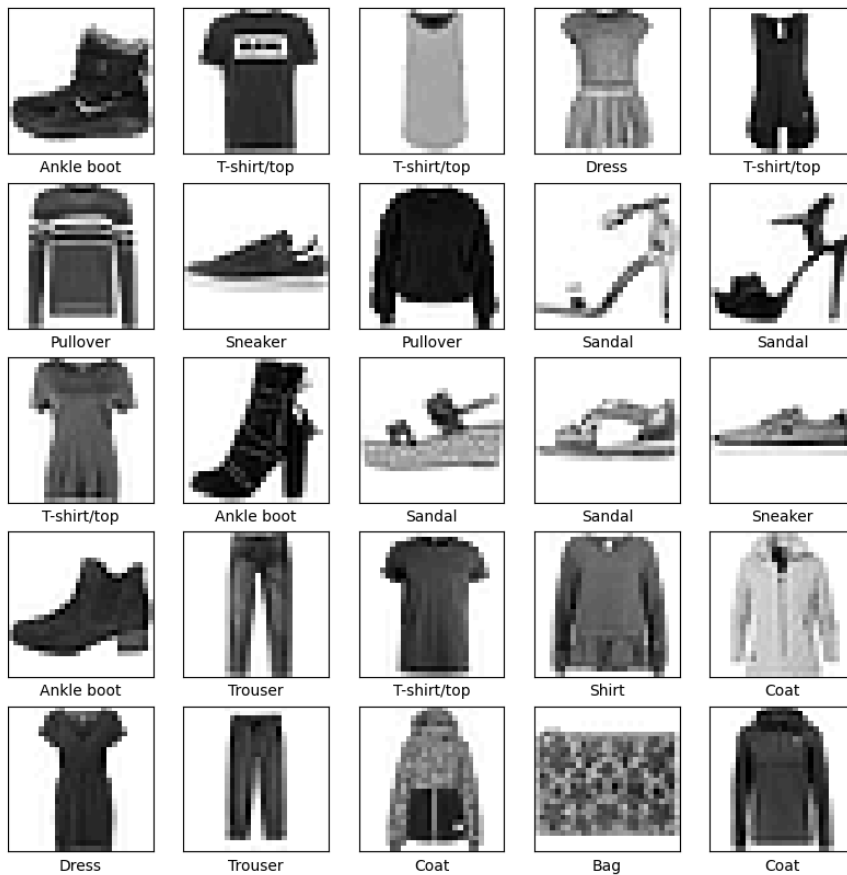 Ankle boot
T-shirt/top
T-shirt/top
Dress
T-shirt/top
Pullover
Sneaker
Pullover
Sandal
Sandal
T-shirt/top
Ankle boot
Sandal
Sandal
Sneaker
Ankle boot
Trouser
T-shirt/top
Shirt
Coat
Dress
Trouser
Coat
Bag
Coat